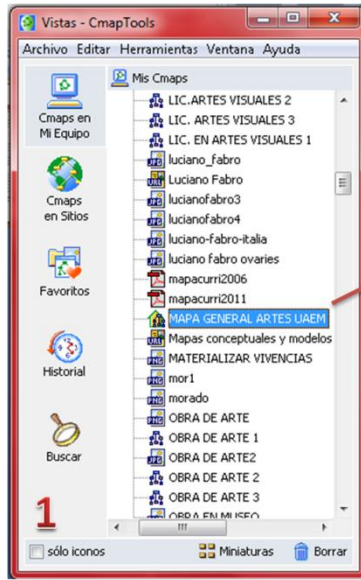 Vistas - CmapTools
Archivo Editar Herramientas Ventana Ayuda
Cmaps en
Mi Equipo
Cmaps
en Sitios
Favoritos
Historial
Buscar
1
Mis Cmaps
LIC.ARTES VISUALES 2
LIC. ARTES VISUALES 3
LIC. EN ARTES VISUALES 1
luciano_fabro
Luciano Fabro
lucianofabro3
lucianofabro4
luciano-fabro-italia
luciano fabro ovaries
mapacurri2006
mapacurri2011
MAPA GENERAL ARTES UAEM
Mapas conceptuales y modelos
MATERIALIZAR VIVENCIAS
mor1
morado
OBRA DE ARTE
OBRA DE ARTE 1
OBRA DE ARTE2
OBRA DE ARTE 2
OBRA DE ARTE 3
OBRA EN MUSEO
sólo iconos
Miniaturas
Borrar